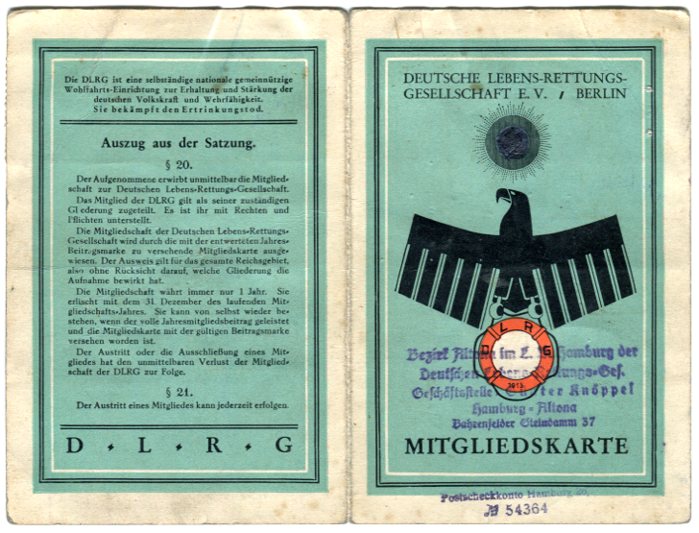 Die DLRG ist eine selbständige nationale gemeinnützige
Wohlfahrts-Einrichtung zur Erhaltung und Stärkung der
deutschen Volkskraft und Wehrfähigkeit.
Sie bekämpft den Ertrinkungstod.
Auszug aus der Satzung.
§ 20.
Der Aufgenommene erwirbt unmittelbar die Mitglied-
schaft zur Deutschen Lebens-Rettungs-Gesellschaft.
Das Mitglied der DLRG gilt als seiner zuständigen
Gliederung zugeteilt. Es ist ihr mit Rechten und
Pflichten unterstellt.
Die Mitgliedschaft der Deutschen Lebens-Rettungs-
Gesellschaft wird durch die mit der entwerteten Jahres-
Beitragsmarke zu versehende Mitgliedskarte ausge-
wiesen. Der Ausweis gilt für das gesamte Reichsgebiet,
also ohne Rücksicht darauf, welche Gliederung die
Aufnahme bewirkt hat.
Die Mitgliedschaft währt immer nur 1 Jahr. Sie
erlischt mit dem 31. Dezember des laufenden Mit-
gliedschafts-Jahres. Sie kann von selbst wieder be-
stehen, wenn der volle Jahresmitgliedsbeitrag geleistet
und die Mitgliedskarte mit der gültigen Beitragsmarke
versehen worden ist.
Der Austritt oder die Ausschließung eines Mit-
gliedes hat den unmittelbaren Verlust der Mitglied-
schaft der DLRG zur Folge.
§ 21.
Der Austritt eines Mitgliedes kann jederzeit erfolgen.
D • L • R • G
DEUTSCHE LEBENS-RETTUNGS-
GESELLSCHAFT E.V. / BERLIN
D L R G
1913
Bezirk Altona im L. Hamburg der
Deutschen Lebens-Rettungs-Ges.
Geschäftsstelle Knöppel
Hamburg-Altona
Bahrenfelder Steindamm 37
MITGLIEDSKARTE
Postscheckkonto Hamburg
№ 54364